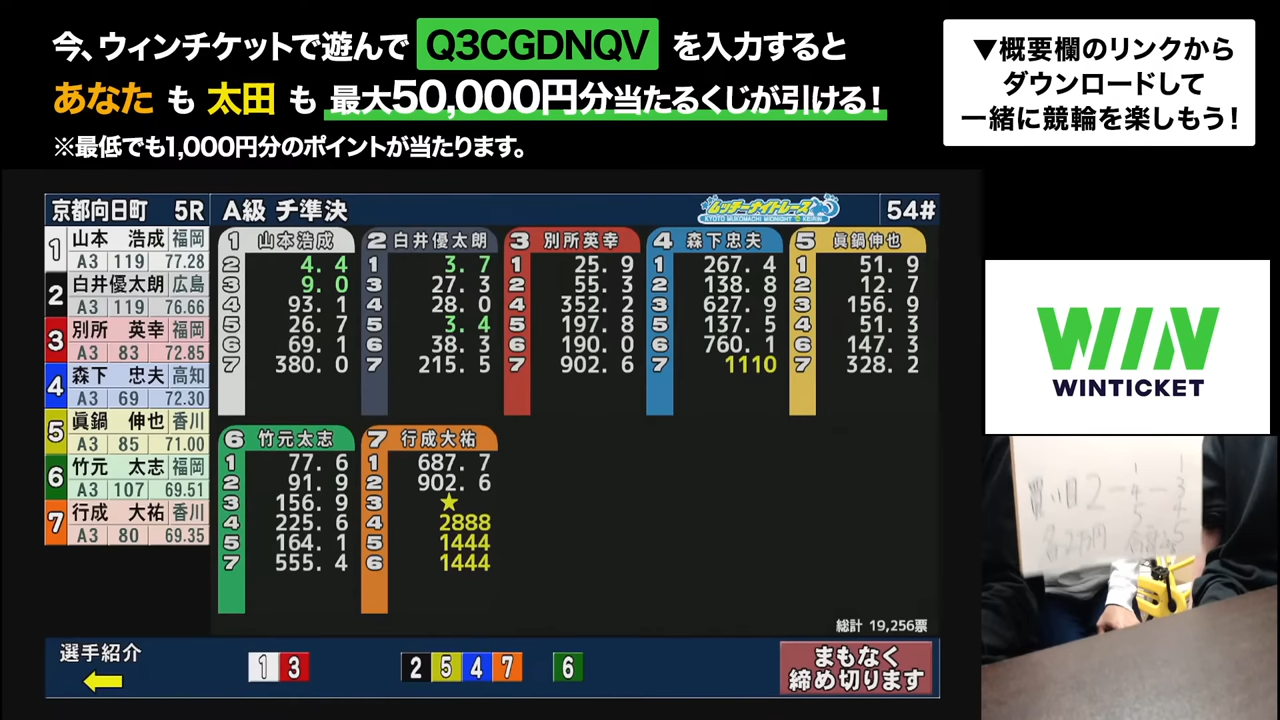 今、ウィンチケットで遊んで Q3CGDNQV を入力すると
あなた も 太田 も 最大50,000円分当たるくじが引ける！
※最低でも1,000円分のポイントが当たります。
▼概要欄のリンクから
ダウンロードして
一緒に競輪を楽しもう！
京都向日町 5R A級 チ準決 ムッチーナイトレース 54#
KYOTO MUKOMACHI MIDNIGHT KEIRIN
1 山本 浩成 福岡
A3 119 77.28
2 白井優太朗 広島
A3 119 76.66
3 別所 英幸 福岡
A3 83 72.85
4 森下 忠夫 高知
A3 69 72.30
5 眞鍋 伸也 香川
A3 85 71.00
6 竹元 太志 福岡
A3 107 69.51
7 行成 大祐 香川
A3 80 69.35
1 山本浩成
2 4.4
3 9.0
4 93.1
5 26.7
6 69.1
7 380.0
2 白井優太朗
1 3.7
3 27.3
4 28.0
5 3.4
6 38.3
7 215.5
3 別所英幸
1 25.9
2 55.3
4 352.2
5 197.8
6 190.0
7 902.6
4 森下忠夫
1 267.4
2 138.8
3 627.9
5 137.5
6 760.1
7 1110
5 眞鍋伸也
1 51.9
2 12.7
3 156.9
4 51.3
6 147.3
7 328.2
6 竹元太志
1 77.6
2 91.9
3 156.9
4 225.6
5 164.1
7 555.4
7 行成大祐
1 687.7
2 902.6
3 ★
4 2888
5 1444
6 1444
総計 19,256票
選手紹介
1 3 2 5 4 7 6
まもなく
締め切ります
WIN
WINTICKET
買い目 2